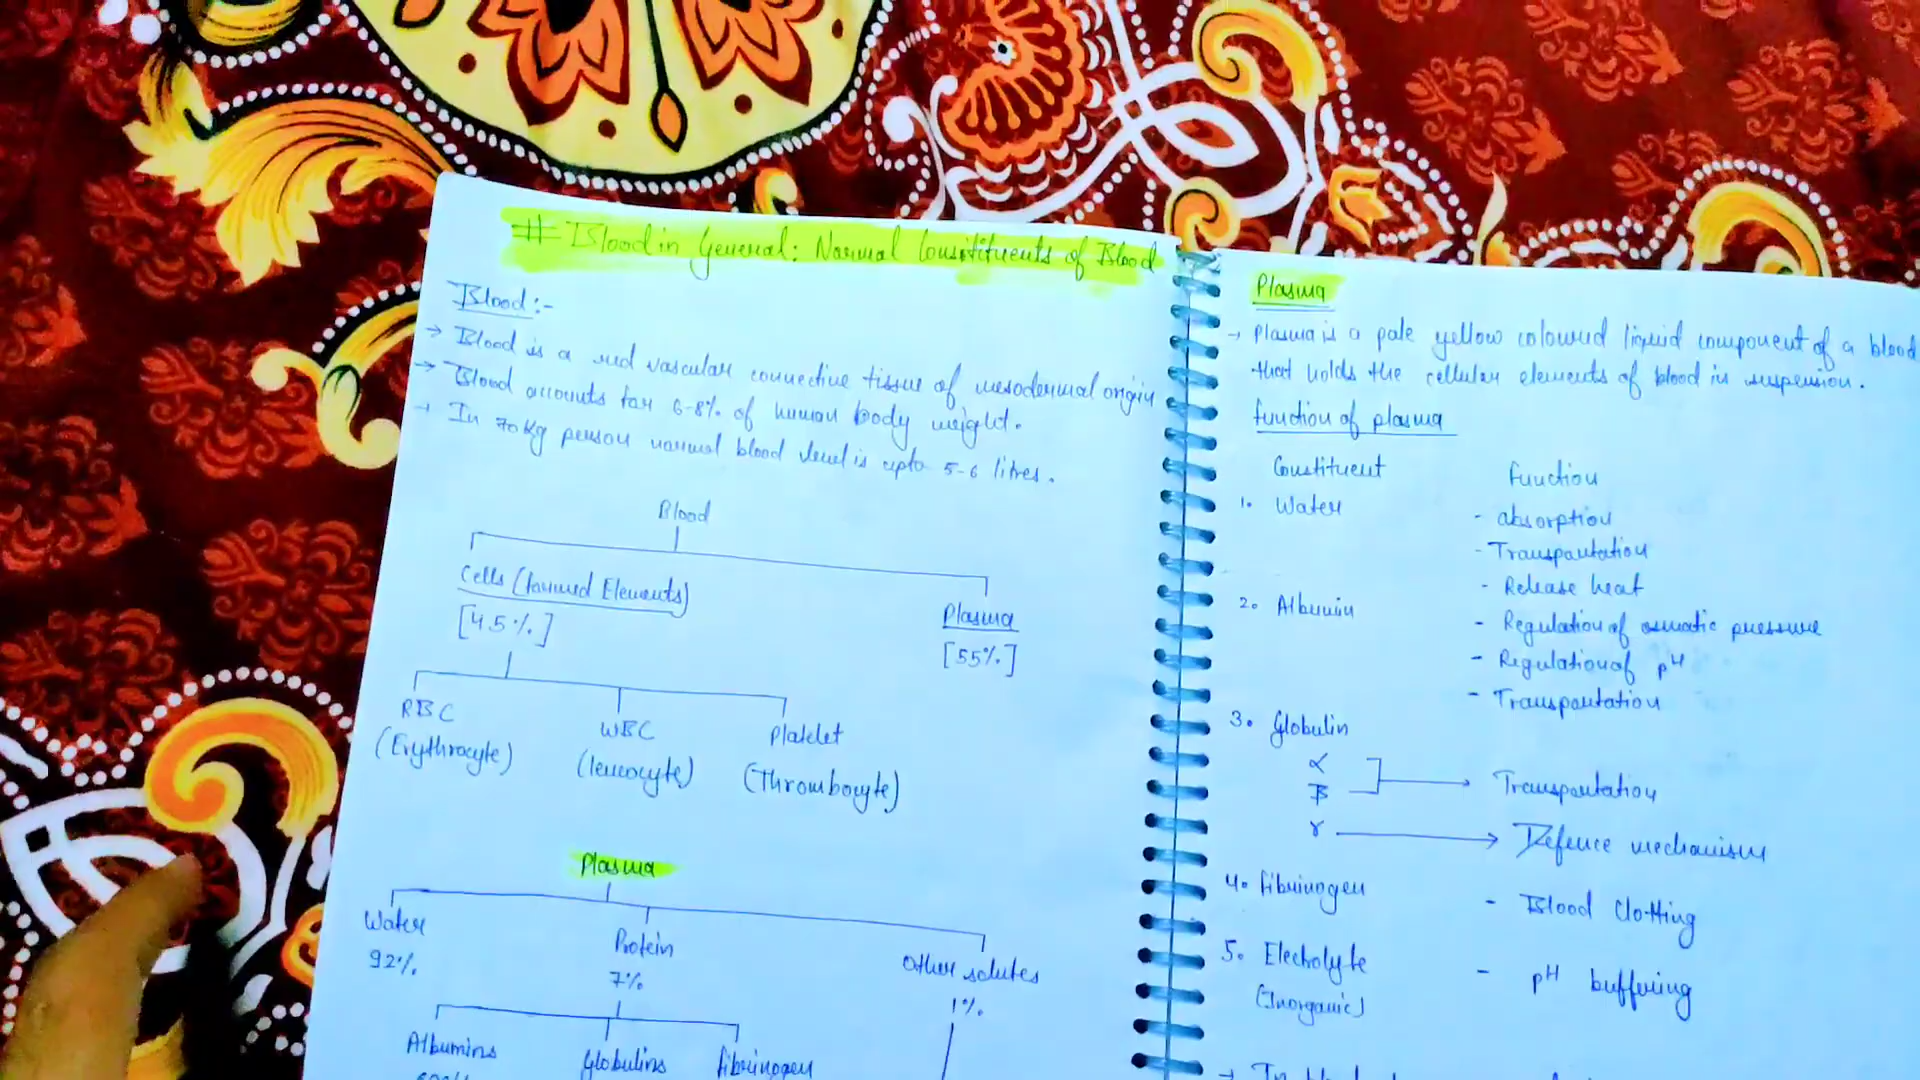 # Blood in General: Normal Constituents of Blood
Blood:-
→ Blood is a red vascular connective tissue of mesodermal origin
→ Blood accounts for 6-8% of human body weight.
→ In 70 kg person normal blood level is upto 5-6 litres.
Blood
Cells (formed Elements)
[45%]
Plasma
[55%]
RBC
(Erythrocyte)
WBC
(leucocyte)
Platelet
(Thrombocyte)
Plasma
Water
92%
Protein
7%
Other solutes
1%
Albumins
Globulins
fibrinogen
Plasma
→ Plasma is a pale yellow coloured liquid component of a blood
that holds the cellular elements of blood in suspension.
function of plasma
Constituent
function
1. Water
- absorption
- Transportation
- Release heat
2. Albumin
- Regulation of osmatic pressure
- Regulation of pH
- Transportation
3. Globulin
α
β
Transportation
γ
Defence mechanism
4. fibrinogen
- Blood Clotting
5. Electrolyte
(Inorganic)
- pH buffering